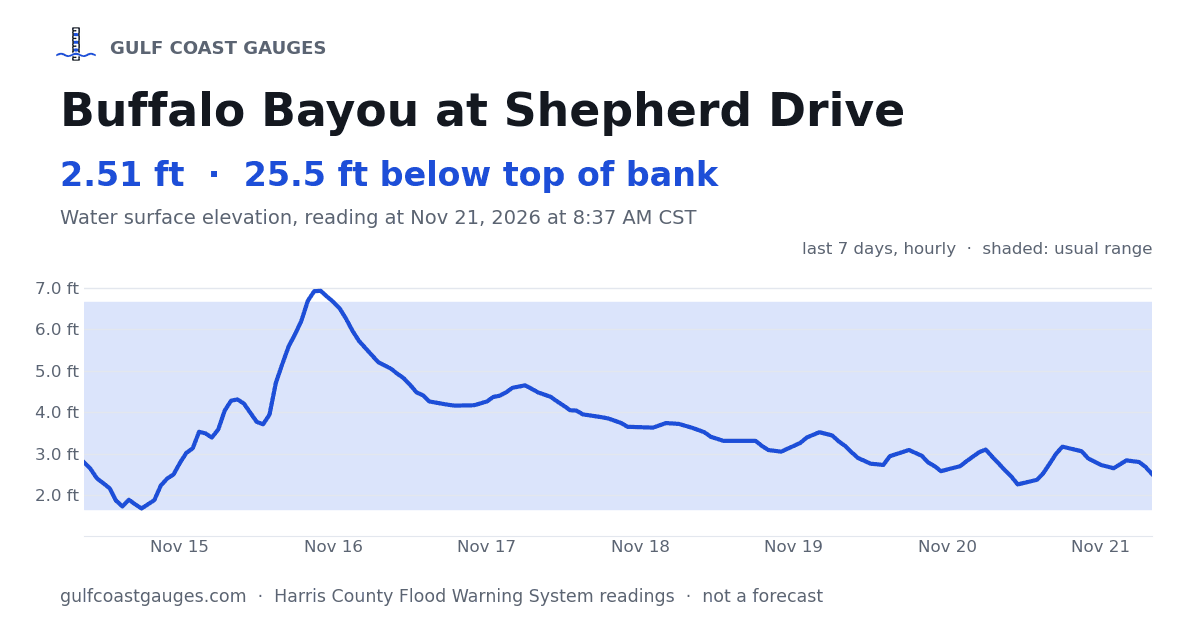 GULF COAST GAUGES
Buffalo Bayou at Shepherd Drive
2.51 ft · 25.5 ft below top of bank
Water surface elevation, reading at Nov 21, 2026 at 8:37 AM CST
last 7 days, hourly · shaded: usual range
7.0 ft
6.0 ft
5.0 ft
4.0 ft
3.0 ft
2.0 ft
Nov 15 Nov 16 Nov 17 Nov 18 Nov 19 Nov 20 Nov 21
gulfcoastgauges.com · Harris County Flood Warning System readings · not a forecast